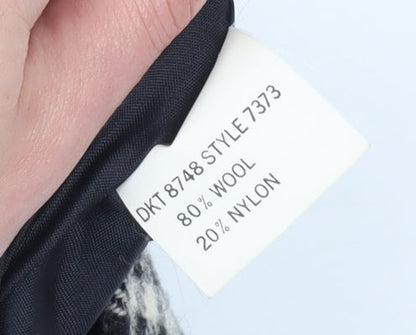 DKT 8748 STYLE 7373
80% WOOL
20% NYLON